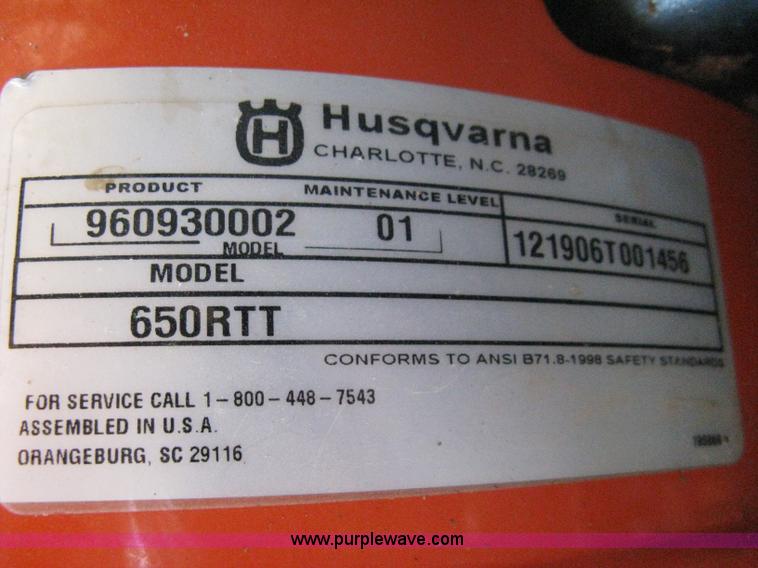 H Husqvarna
CHARLOTTE, N.C. 28269
PRODUCT MAINTENANCE LEVEL SERIAL
960930002 01 121906T001456
MODEL
MODEL
650RTT
CONFORMS TO ANSI B71.8-1998 SAFETY STANDARDS
FOR SERVICE CALL 1-800-448-7543
ASSEMBLED IN U.S.A.
ORANGEBURG, SC 29116
www.purplewave.com